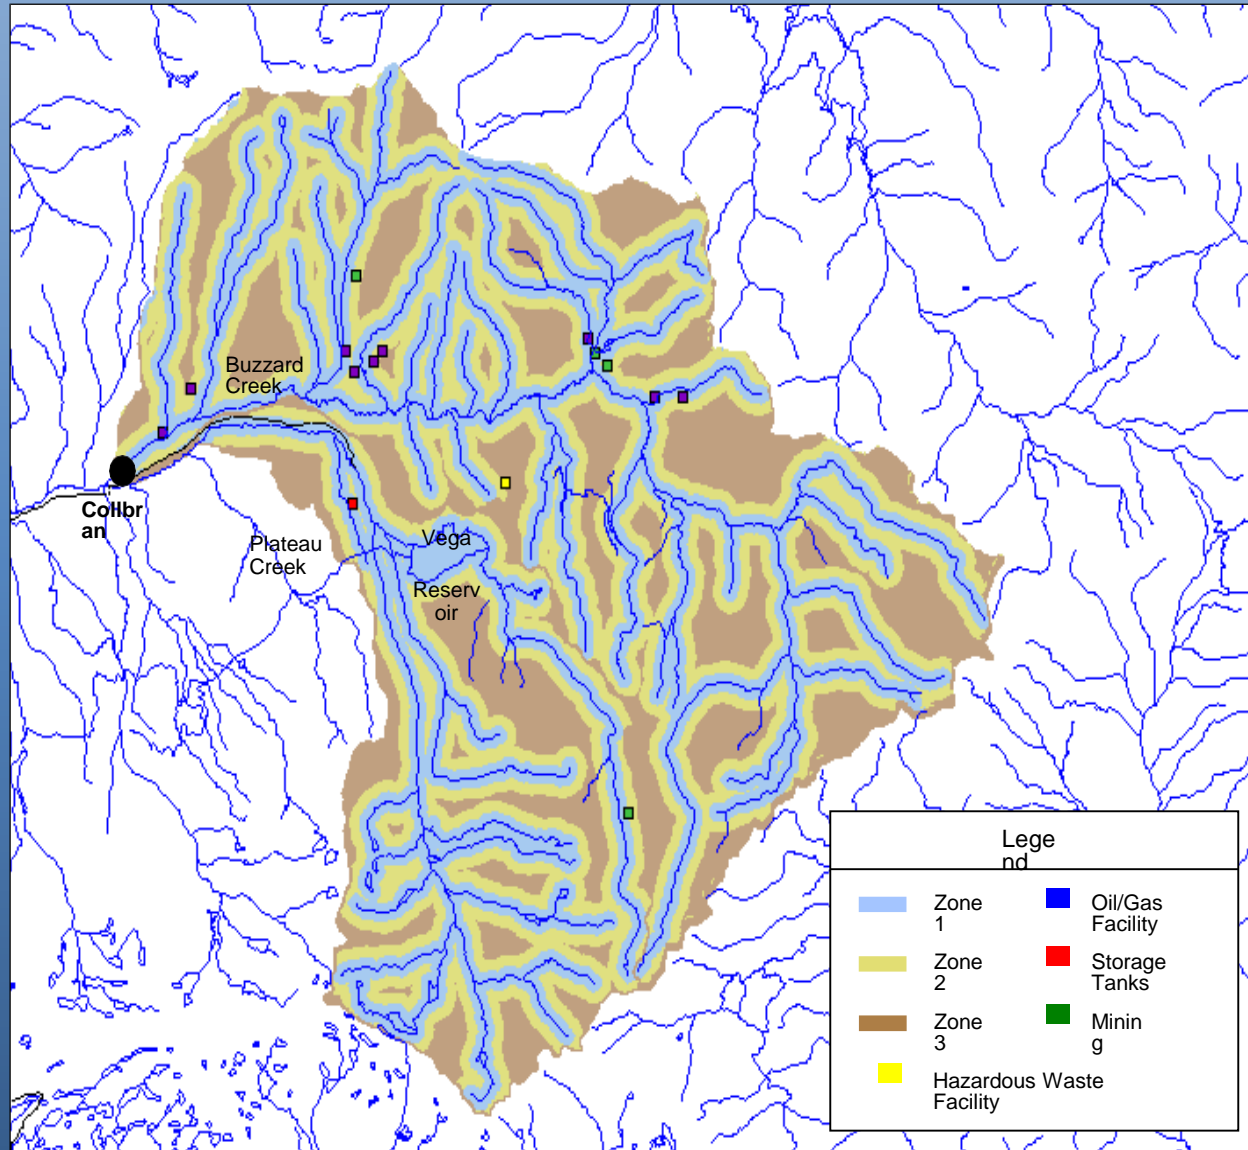 Buzzard
Creek
Collbr
an
Plateau
Creek
Vega
Reserv
oir
Lege
nd
Zone
1
Oil/Gas
Facility
Zone
2
Storage
Tanks
Zone
3
Minin
g
Hazardous Waste
Facility